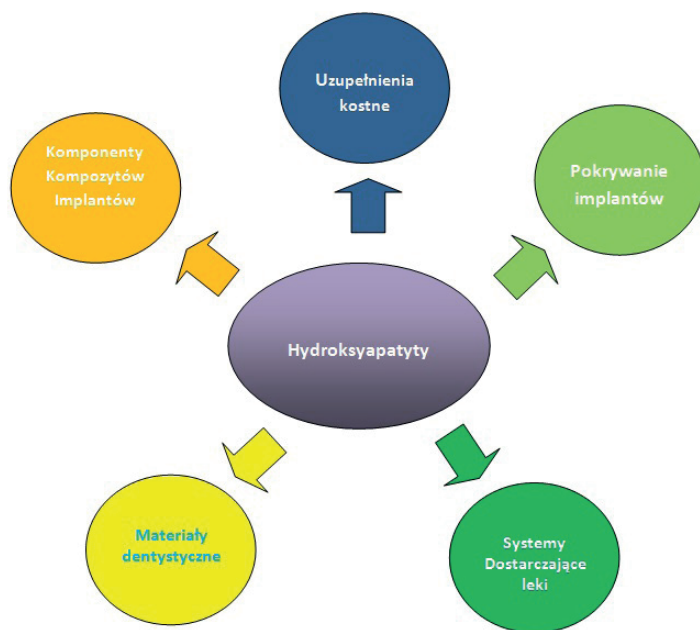 Uzupełnienia
kostne
Komponenty
Kompozytów
Implantów
Pokrywanie
implantów
Hydroksyapatyty
Materiały
dentystyczne
Systemy
Dostarczające
leki